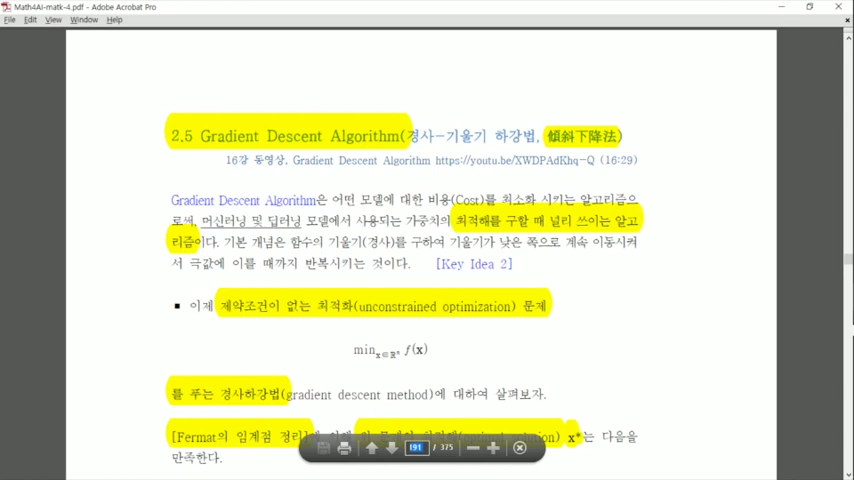 Math4AI-matk-4.pdf - Adobe Acrobat Pro
File Edit View Window Help
2.5 Gradient Descent Algorithm(경사-기울기 하강법, 傾斜下降法)
16강 동영상, Gradient Descent Algorithm https://youtu.be/XWDPAdKhq-Q (16:29)
Gradient Descent Algorithm은 어떤 모델에 대한 비용(Cost)를 최소화 시키는 알고리즘으
로써, 머신러닝 및 딥러닝 모델에서 사용되는 가중치의 최적해를 구할 때 널리 쓰이는 알고
리즘이다. 기본 개념은 함수의 기울기(경사)를 구하여 기울기가 낮은 쪽으로 계속 이동시켜
서 극값에 이를 때까지 반복시키는 것이다. [Key Idea 2]
■ 이제 제약조건이 없는 최적화(unconstrained optimization) 문제
min x∈ℝⁿ f(x)
를 푸는 경사하강법(gradient descent method)에 대하여 살펴보자.
[Fermat의 임계점 정리] x*는 다음을
만족한다.
191 / 375